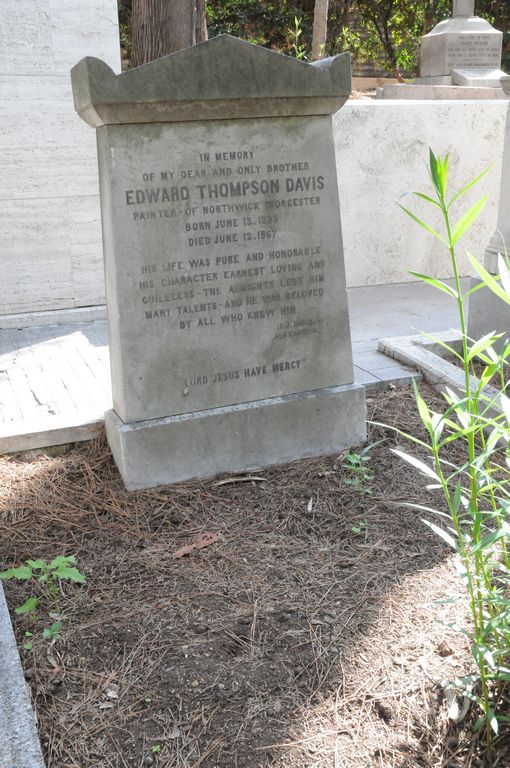 IN MEMORY
OF MY DEAR AND ONLY BROTHER
EDWARD THOMPSON DAVIS
PAINTER - OF NORTHWICK WORCESTER
BORN JUNE 13. 1833
DIED JUNE 12. 1867
HIS LIFE WAS PURE AND HONORABLE
HIS CHARACTER EARNEST LOVING AND
GUILELESS - THE ALMIGHTY LENT HIM
MANY TALENTS - AND HE WAS BELOVED
BY ALL WHO KNEW HIM
ALEXANDRIA
"LORD JESUS HAVE MERCY"